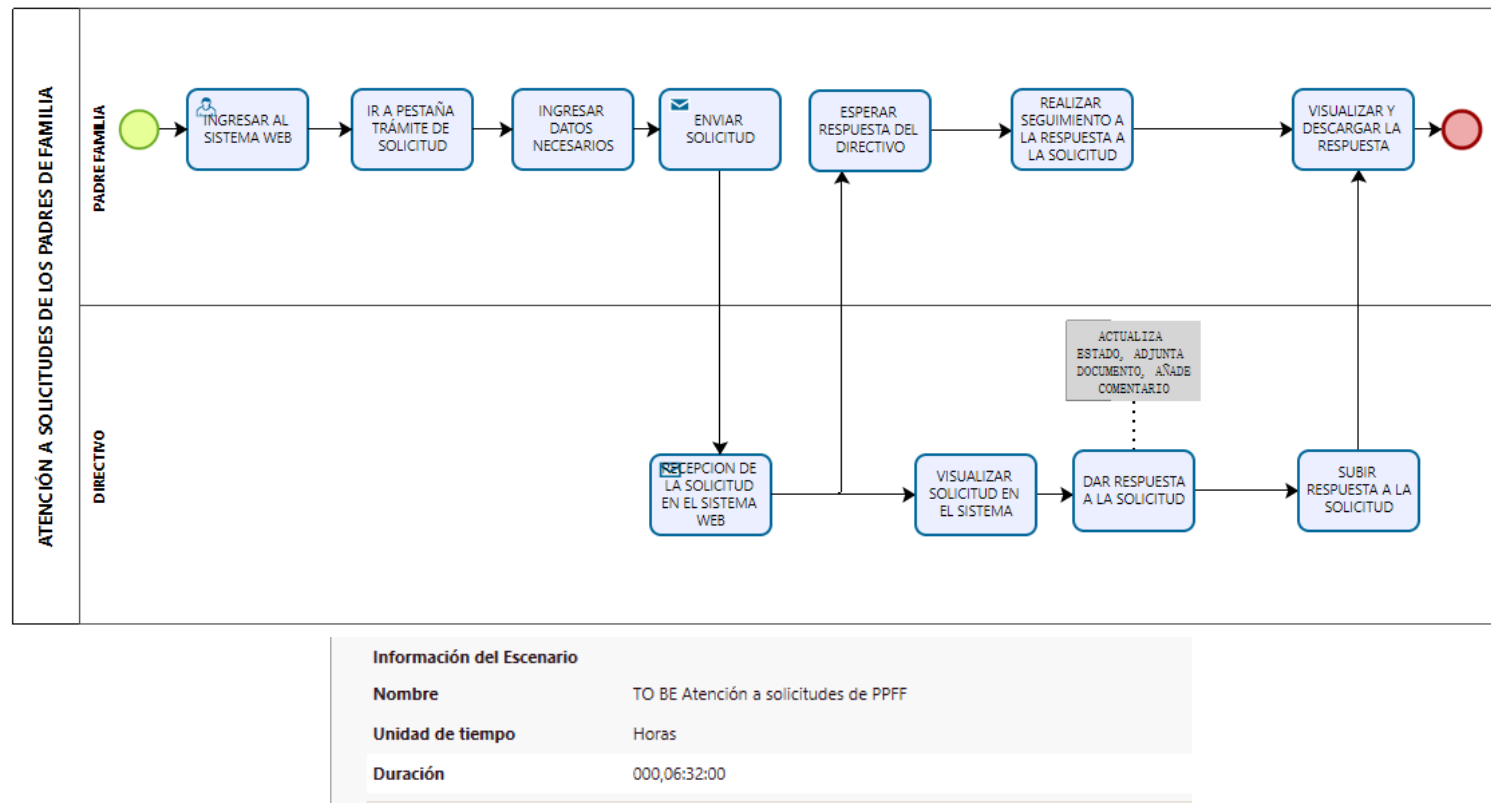 ATENCIÓN A SOLICITUDES DE LOS PADRES DE FAMILIA
PADRE FAMILIA
INGRESAR AL
SISTEMA WEB
IR A PESTAÑA
TRÁMITE DE
SOLICITUD
INGRESAR
DATOS
NECESARIOS
ENVIAR
SOLICITUD
ESPERAR
RESPUESTA DEL
DIRECTIVO
REALIZAR
SEGUIMIENTO A
LA RESPUESTA A
LA SOLICITUD
VISUALIZAR Y
DESCARGAR LA
RESPUESTA
DIRECTIVO
RECEPCION DE
LA SOLICITUD
EN EL SISTEMA
WEB
VISUALIZAR
SOLICITUD EN
EL SISTEMA
ACTUALIZA
ESTADO, ADJUNTA
DOCUMENTO, AÑADE
COMENTARIO
DAR RESPUESTA
A LA SOLICITUD
SUBIR
RESPUESTA A LA
SOLICITUD
Información del Escenario
Nombre TO BE Atención a solicitudes de PPFF
Unidad de tiempo Horas
Duración 000,06:32:00